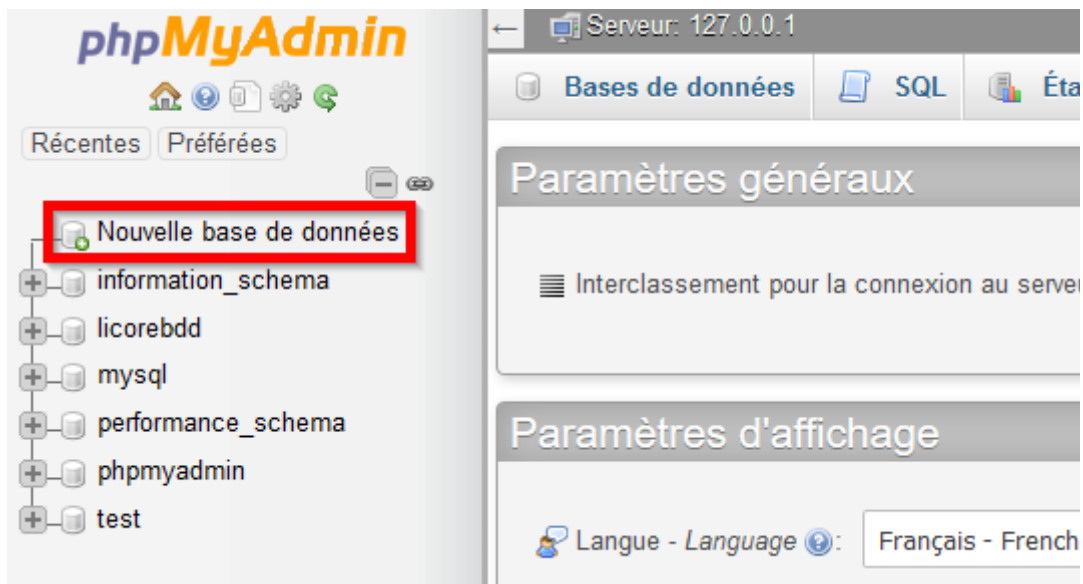 phpMyAdmin
Récentes Préférées
Nouvelle base de données
information_schema
licorebdd
mysql
performance_schema
phpmyadmin
test
← Serveur: 127.0.0.1
Bases de données SQL Éta
Paramètres généraux
Interclassement pour la connexion au serveu
Paramètres d'affichage
Langue - Language : Français - French